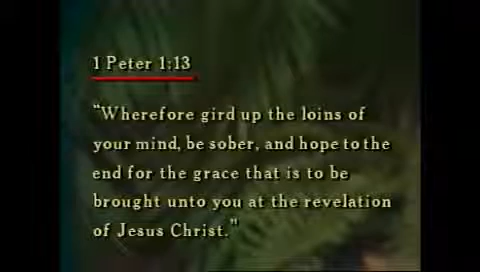 1 Peter 1:13
“Wherefore gird up the loins of
your mind, be sober, and hope to the
end for the grace that is to be
brought unto you at the revelation
of Jesus Christ.”